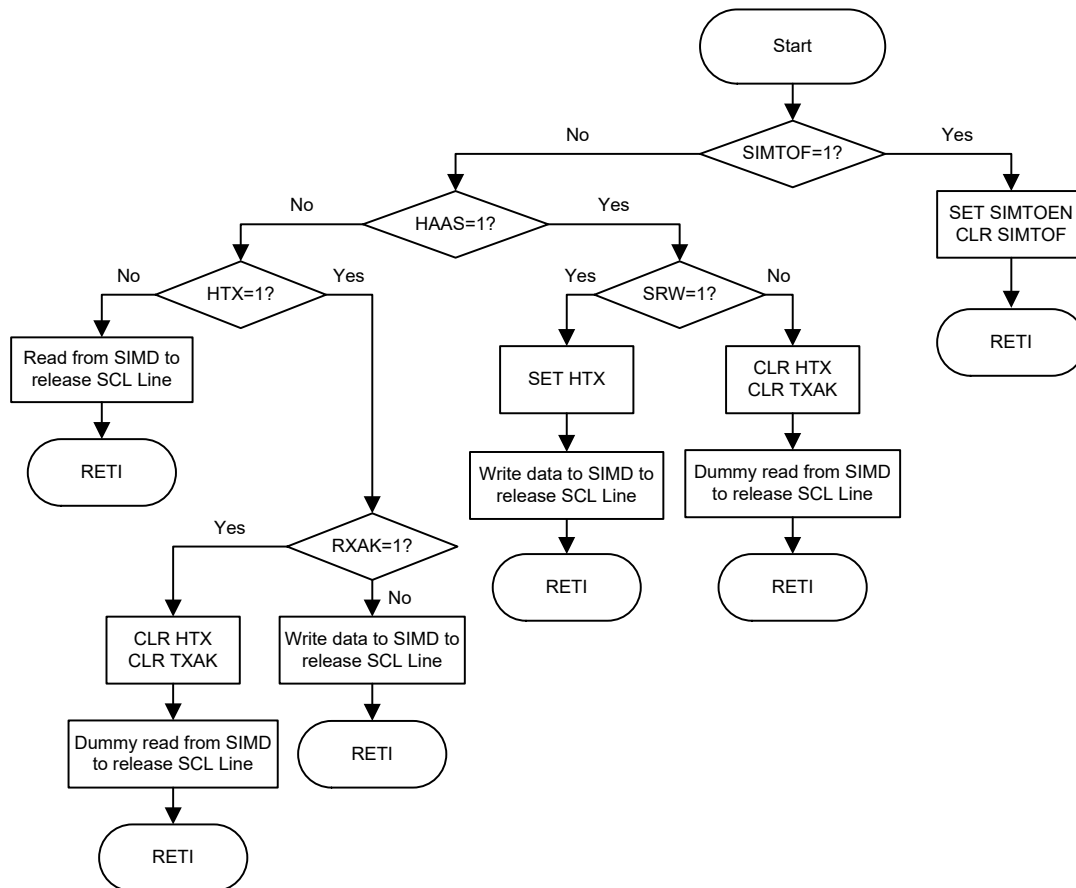 Start
No
Yes
SIMTOF=1?
No
HAAS=1?
Yes
SET SIMTOEN
CLR SIMTOF
No
HTX=1?
Yes
Yes
SRW=1?
No
RETI
Read from SIMD to
release SCL Line
SET HTX
CLR HTX
CLR TXAK
RETI
Write data to SIMD to
release SCL Line
Dummy read from SIMD
to release SCL Line
Yes
RXAK=1?
RETI
RETI
No
CLR HTX
CLR TXAK
Write data to SIMD to
release SCL Line
Dummy read from SIMD
to release SCL Line
RETI
RETI